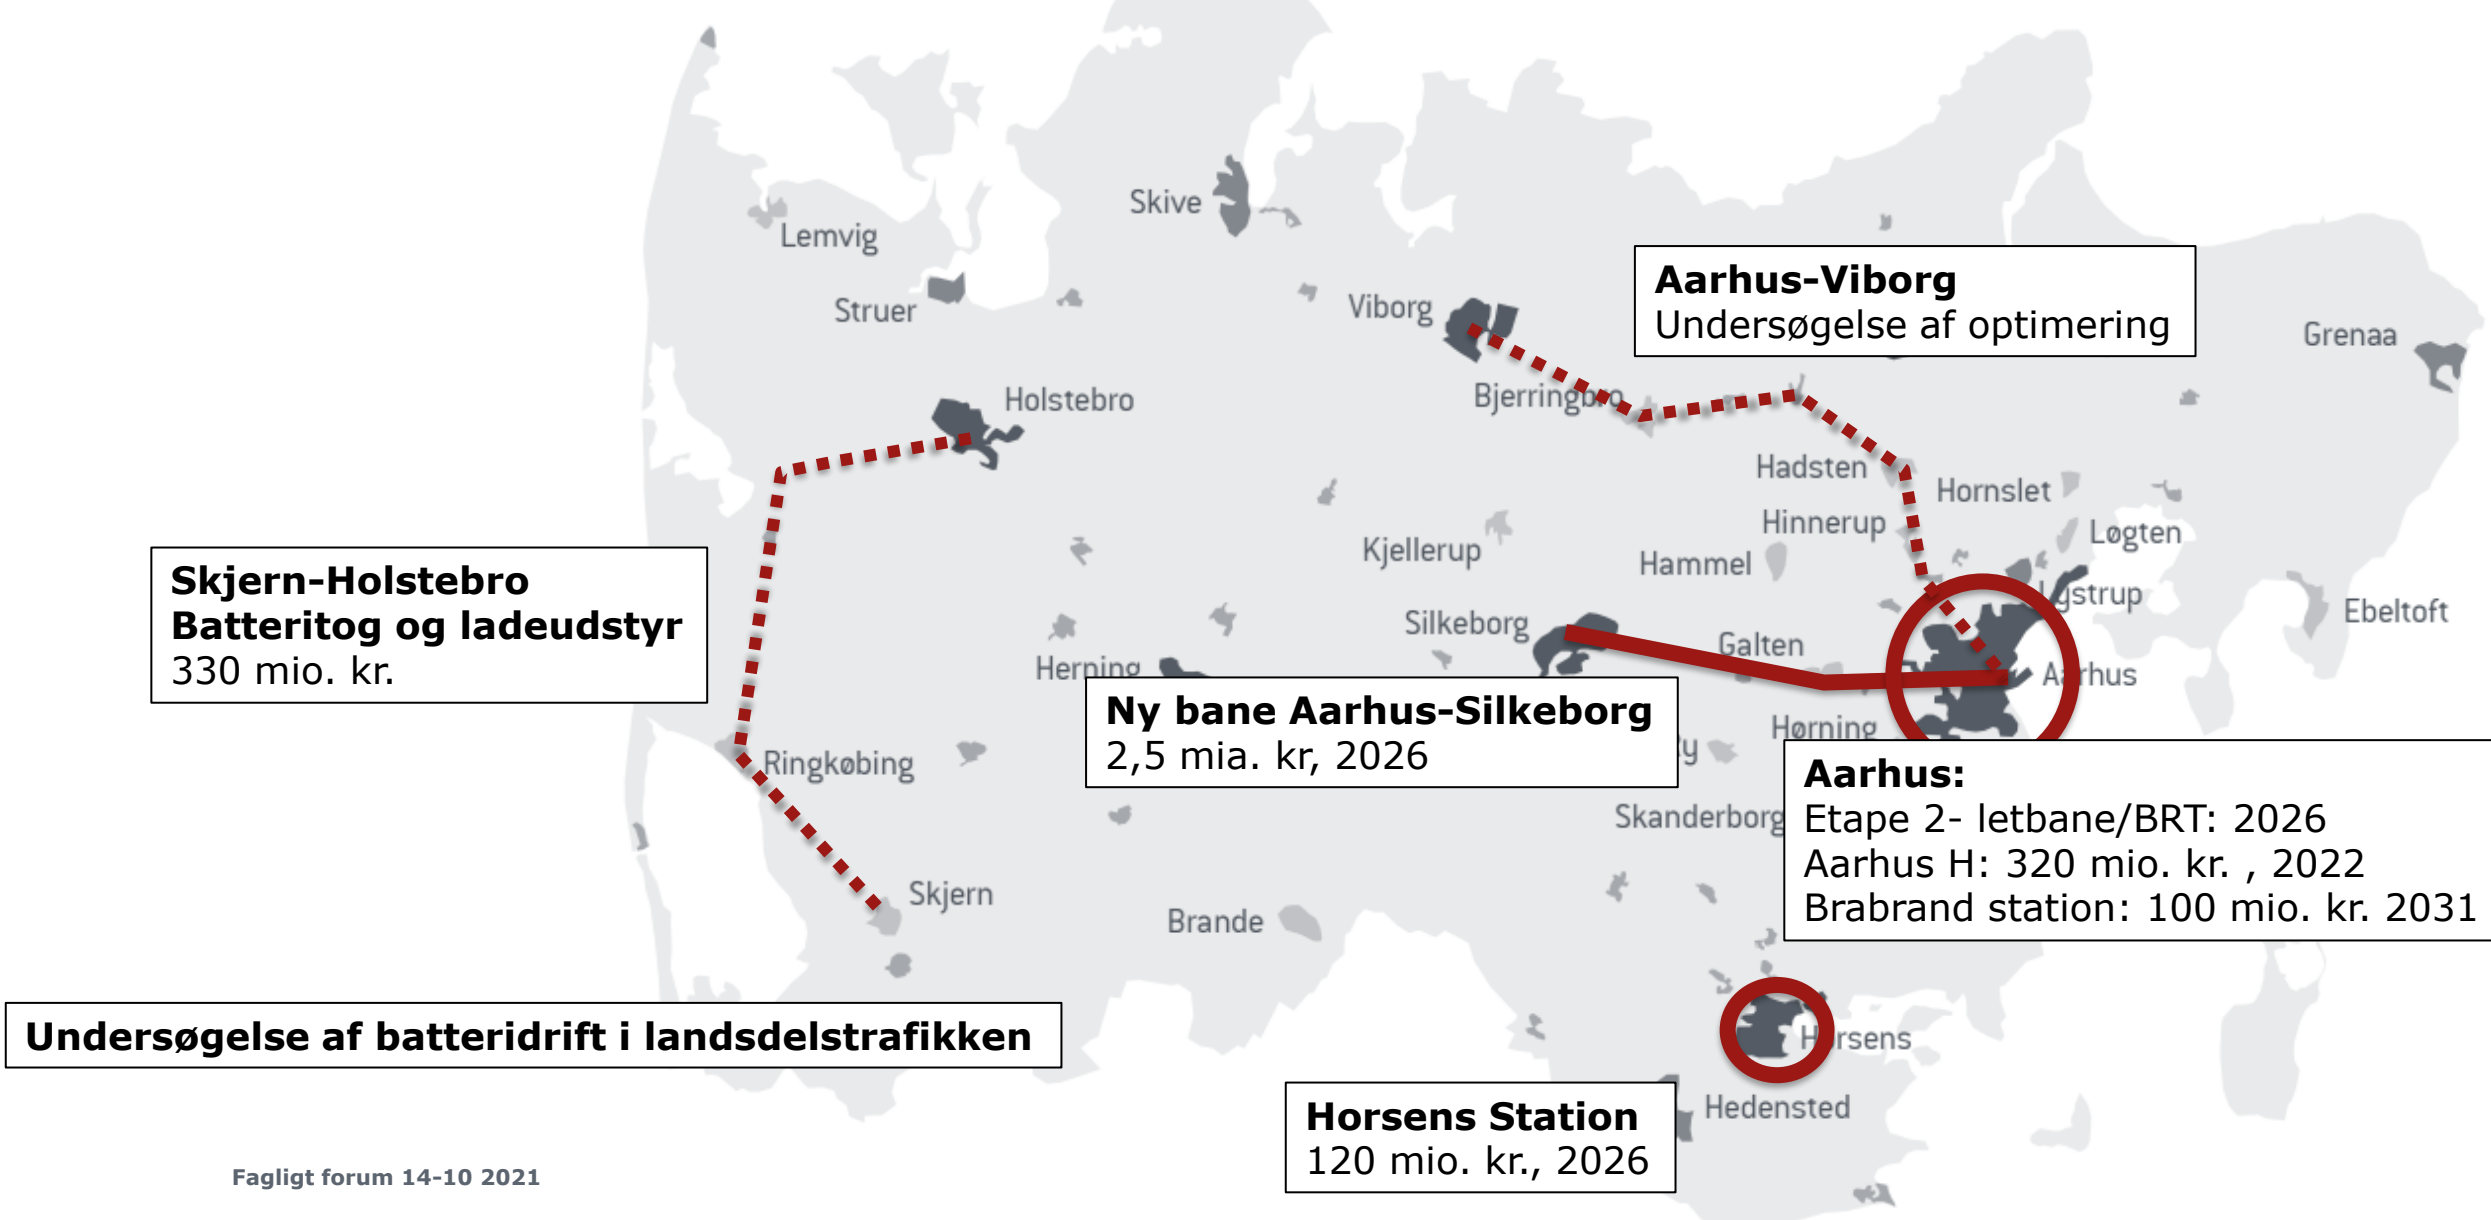 Skive
Lemvig
Struer
Viborg
Aarhus-Viborg
Undersøgelse af optimering
Grenaa
Holstebro
Bjerringbro
Hadsten
Hornslet
Hinnerup
Løgten
Kjellerup
Hammel
Skjern-Holstebro
Batteritog og ladeudstyr
330 mio. kr.
Lystrup
Ebeltoft
Silkeborg
Galten
Herning
Aarhus
Ny bane Aarhus-Silkeborg
2,5 mia. kr, 2026
Hørning
Ringkøbing
Aarhus:
Etape 2- letbane/BRT: 2026
Aarhus H: 320 mio. kr. , 2022
Brabrand station: 100 mio. kr. 2031
Skanderborg
Skjern
Brande
Undersøgelse af batteridrift i landsdelstrafikken
Horsens
Hedensted
Horsens Station
120 mio. kr., 2026
Fagligt forum 14-10 2021